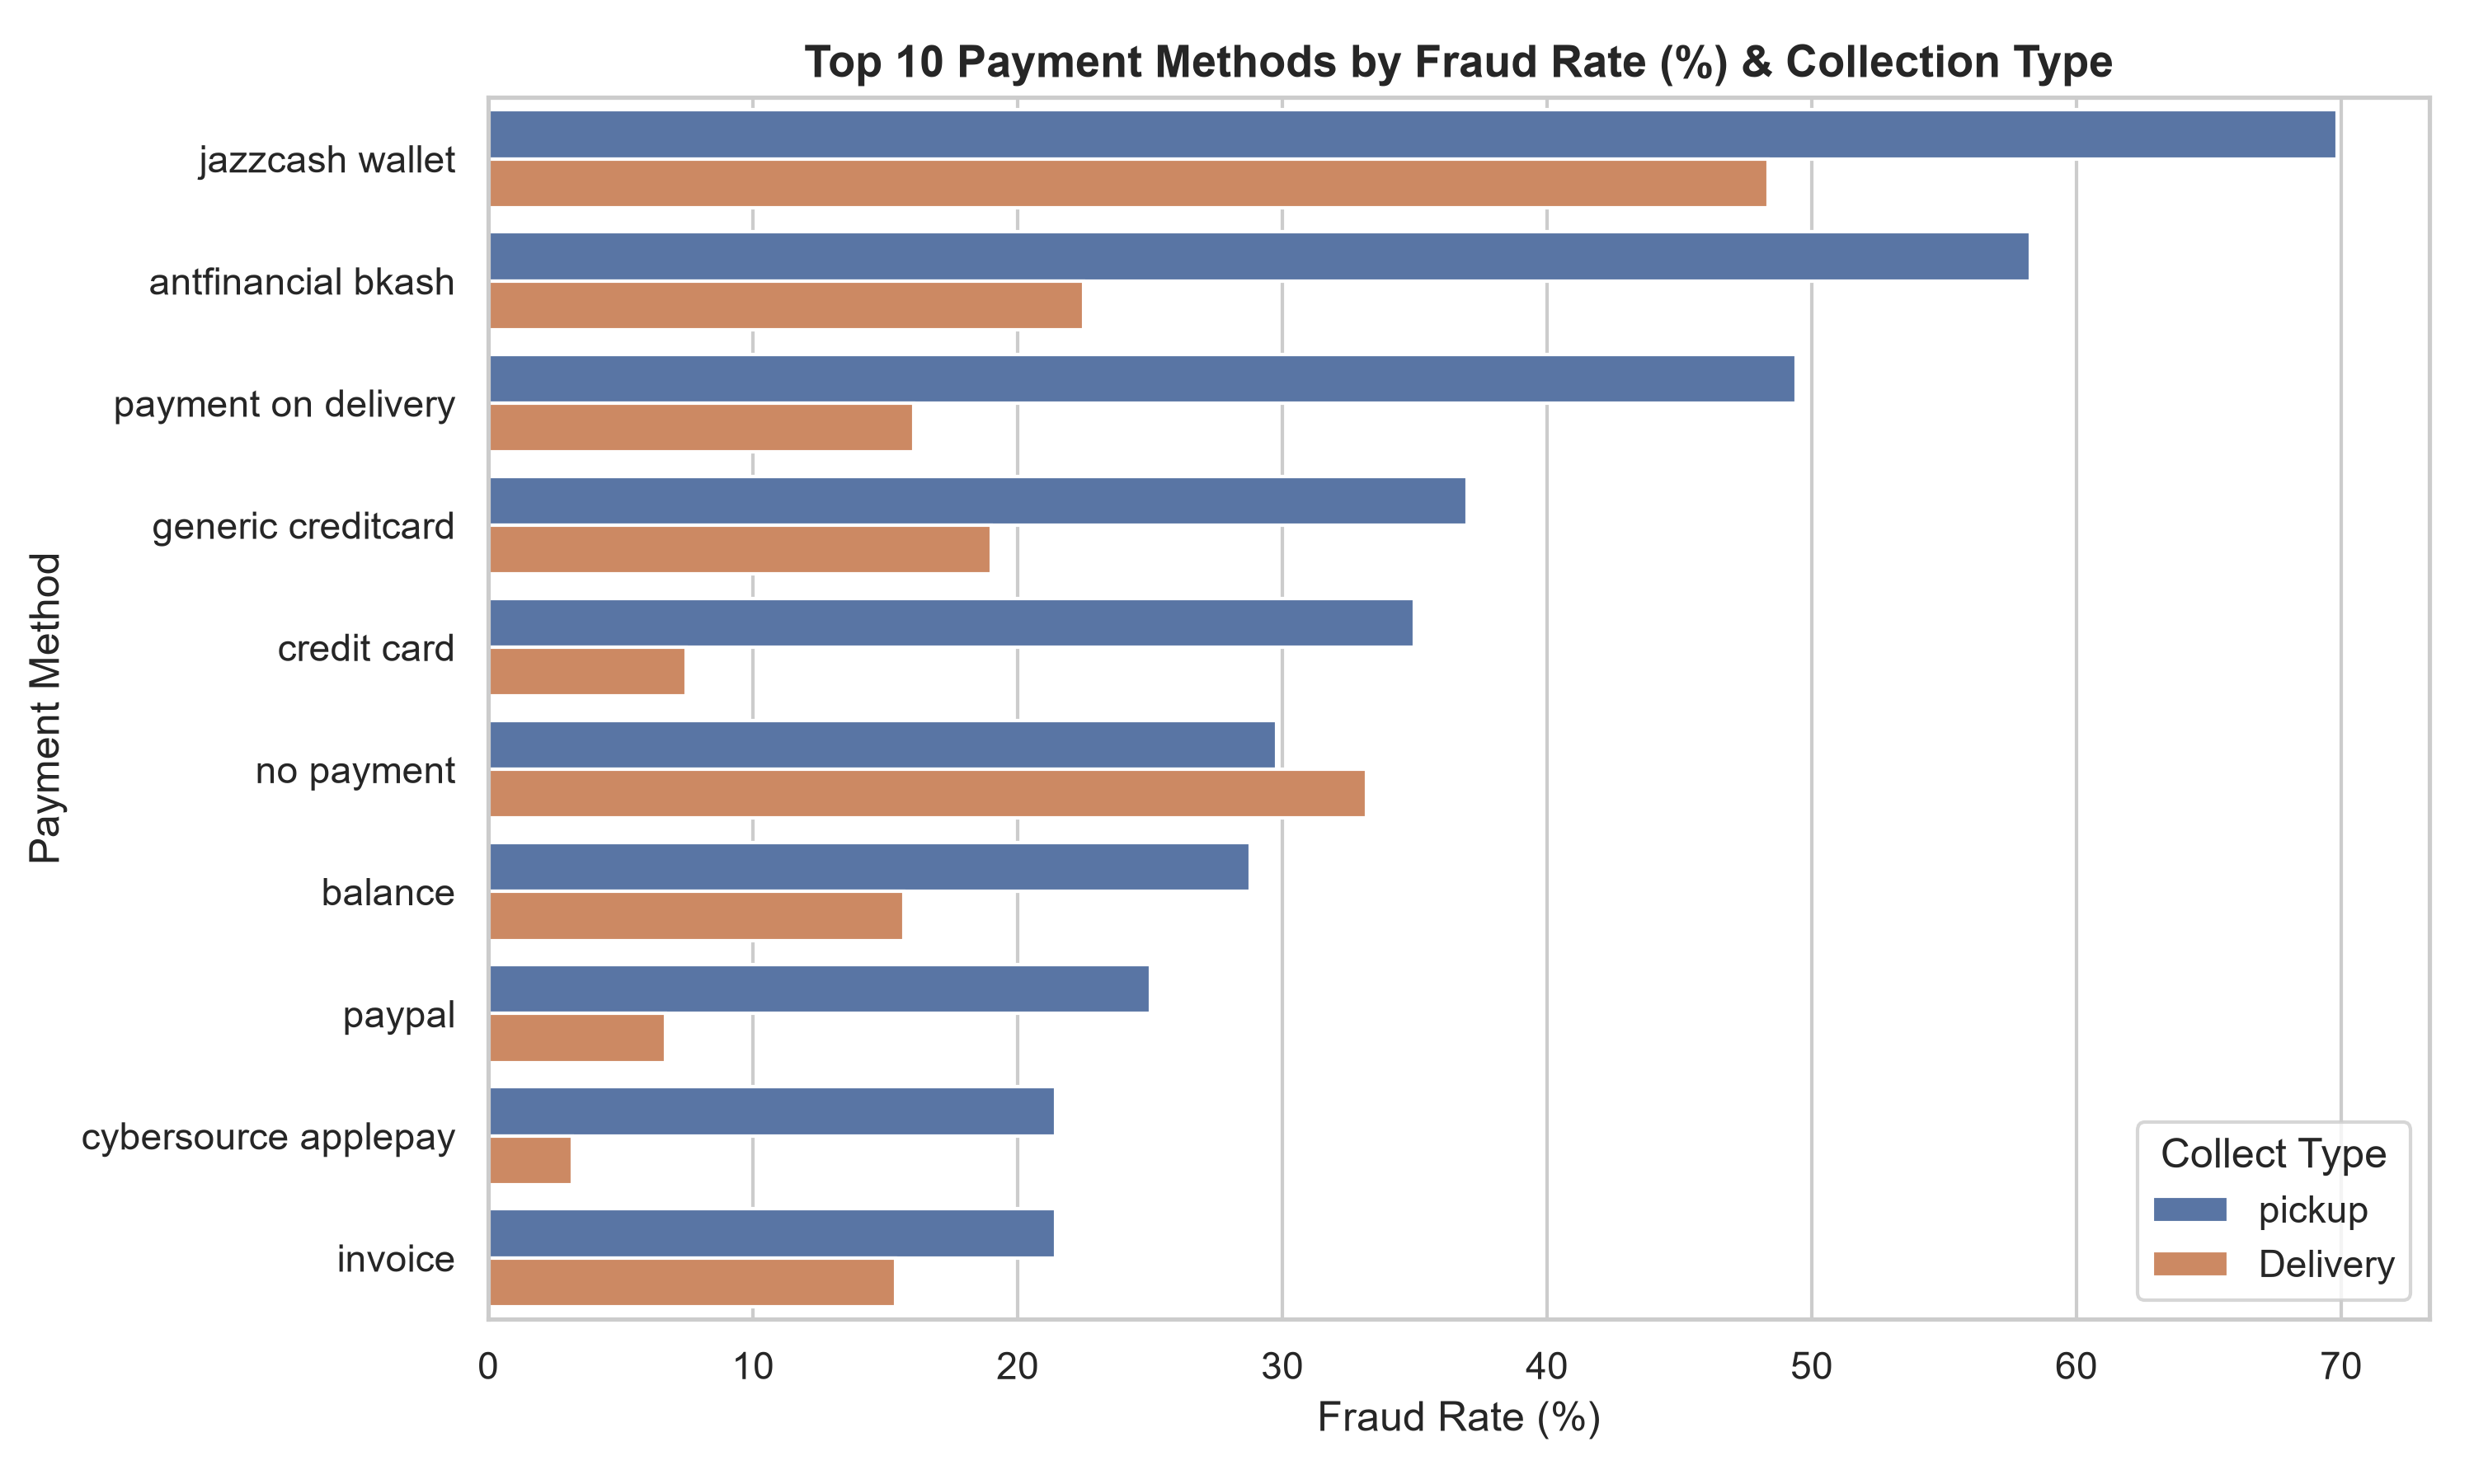 Top 10 Payment Methods by Fraud Rate (%) & Collection Type
Payment Method
jazzcash wallet
antfinancial bkash
payment on delivery
generic creditcard
credit card
no payment
balance
paypal
cybersource applepay
invoice
Collect Type
pickup
Delivery
0 10 20 30 40 50 60 70
Fraud Rate (%)